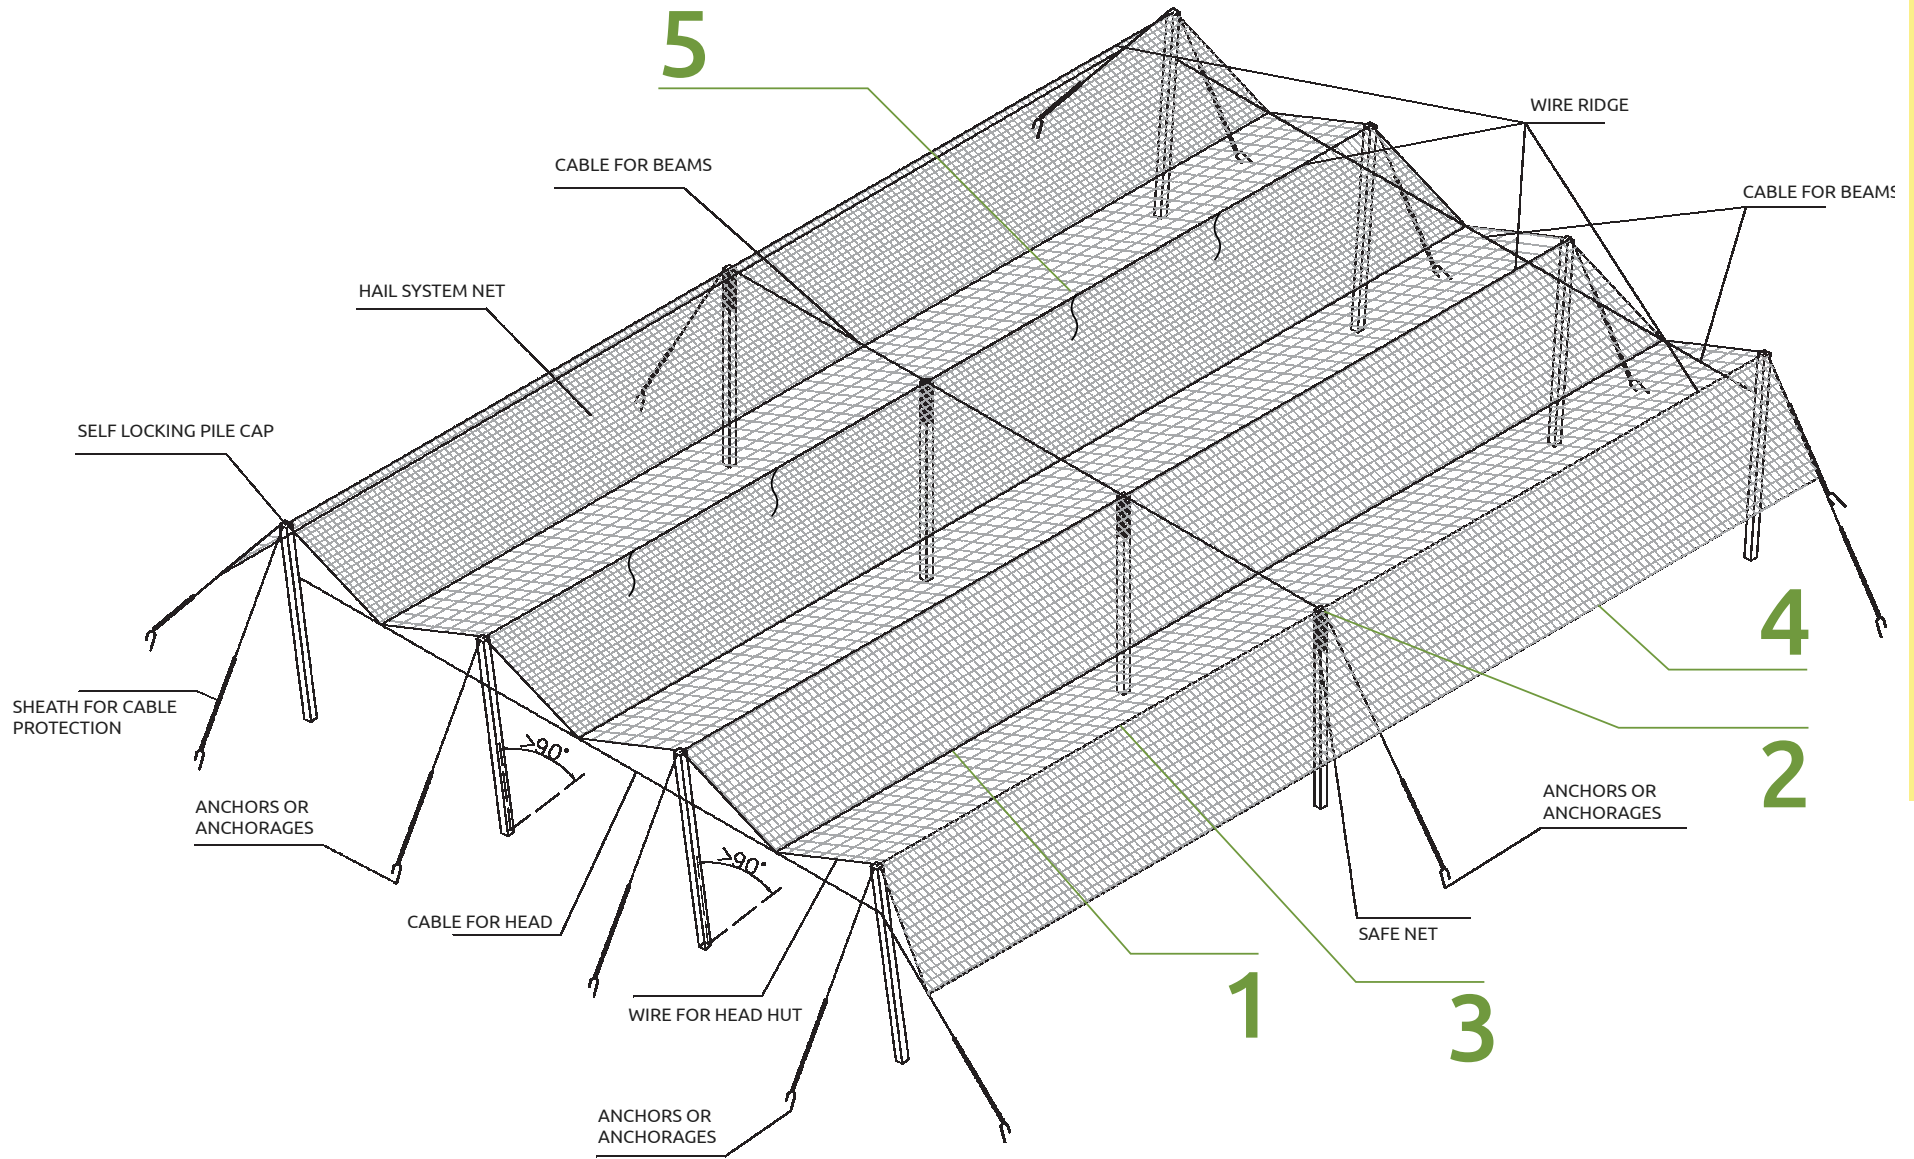 5
WIRE RIDGE
CABLE FOR BEAMS
CABLE FOR BEAMS
HAIL SYSTEM NET
SELF LOCKING PILE CAP
4
SHEATH FOR CABLE
PROTECTION
>90°
2
ANCHORS OR
ANCHORAGES
ANCHORS OR
ANCHORAGES
>90°
CABLE FOR HEAD
SAFE NET
1
3
WIRE FOR HEAD HUT
ANCHORS OR
ANCHORAGES